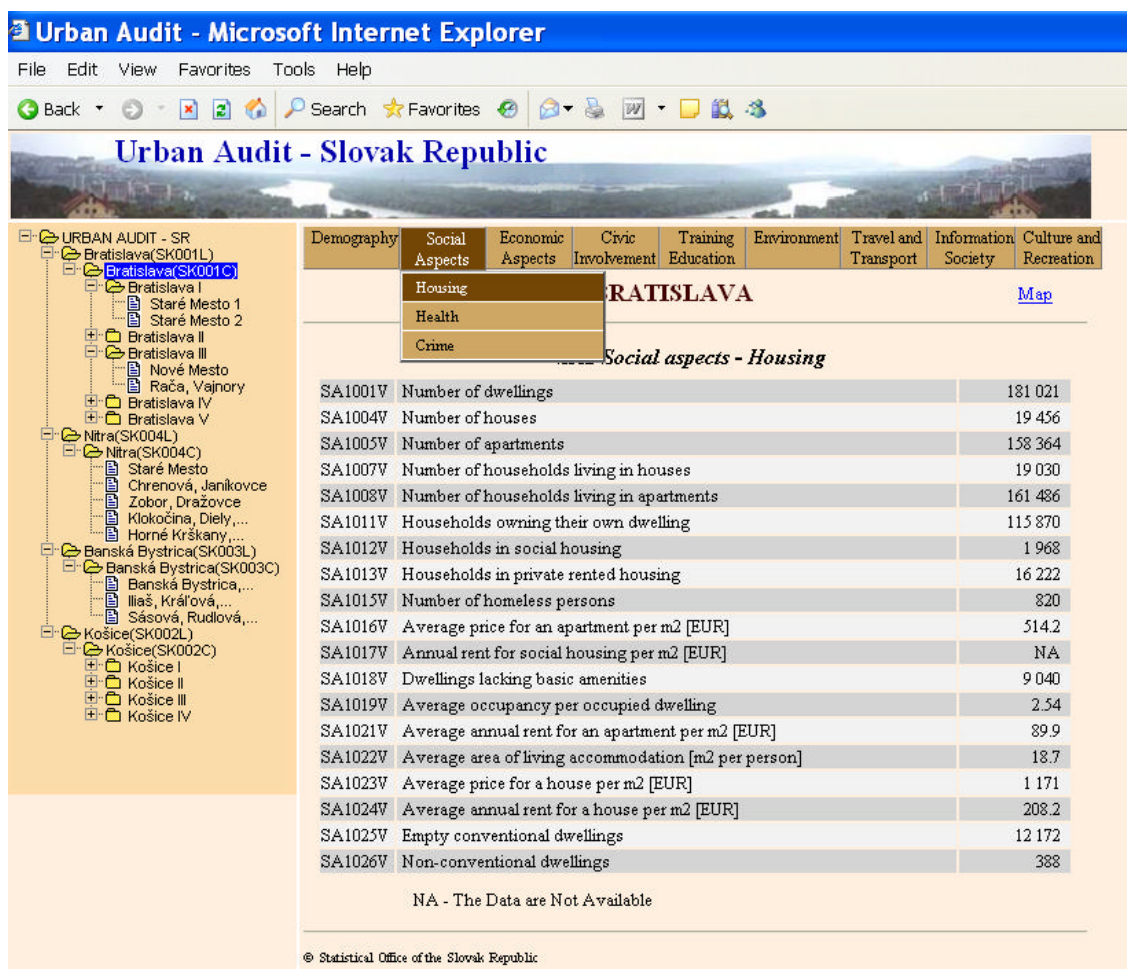 Urban Audit - Microsoft Internet Explorer
File Edit View Favorites Tools Help
Back Search Favorites
Urban Audit - Slovak Republic
URBAN AUDIT - SR
Bratislava(SK001L)
Bratislava(SK001C)
Bratislava I
Staré Mesto 1
Staré Mesto 2
Bratislava II
Bratislava III
Nové Mesto
Rača, Vajnory
Bratislava IV
Bratislava V
Nitra(SK004L)
Nitra(SK004C)
Staré Mesto
Chrenová, Janíkovce
Zobor, Dražovce
Klokočina, Diely,...
Horné Krškany,...
Banská Bystrica(SK003L)
Banská Bystrica(SK003C)
Banská Bystrica,...
Iliaš, Kráľová,...
Sásová, Rudlová,...
Košice(SK002L)
Košice(SK002C)
Košice I
Košice II
Košice III
Košice IV
Demography Social Aspects Economic Aspects Civic Involvement Training Education Environment Travel and Transport Information Society Culture and Recreation
Housing
Health
Crime
RATISLAVA Map
Social aspects - Housing
SA1001V Number of dwellings 181 021
SA1004V Number of houses 19 456
SA1005V Number of apartments 158 364
SA1007V Number of households living in houses 19 030
SA1008V Number of households living in apartments 161 486
SA1011V Households owning their own dwelling 115 870
SA1012V Households in social housing 1 968
SA1013V Households in private rented housing 16 222
SA1015V Number of homeless persons 820
SA1016V Average price for an apartment per m2 [EUR] 514.2
SA1017V Annual rent for social housing per m2 [EUR] NA
SA1018V Dwellings lacking basic amenities 9 040
SA1019V Average occupancy per occupied dwelling 2.54
SA1021V Average annual rent for an apartment per m2 [EUR] 89.9
SA1022V Average area of living accommodation [m2 per person] 18.7
SA1023V Average price for a house per m2 [EUR] 1 171
SA1024V Average annual rent for a house per m2 [EUR] 208.2
SA1025V Empty conventional dwellings 12 172
SA1026V Non-conventional dwellings 388
NA - The Data are Not Available
© Statistical Office of the Slovak Republic